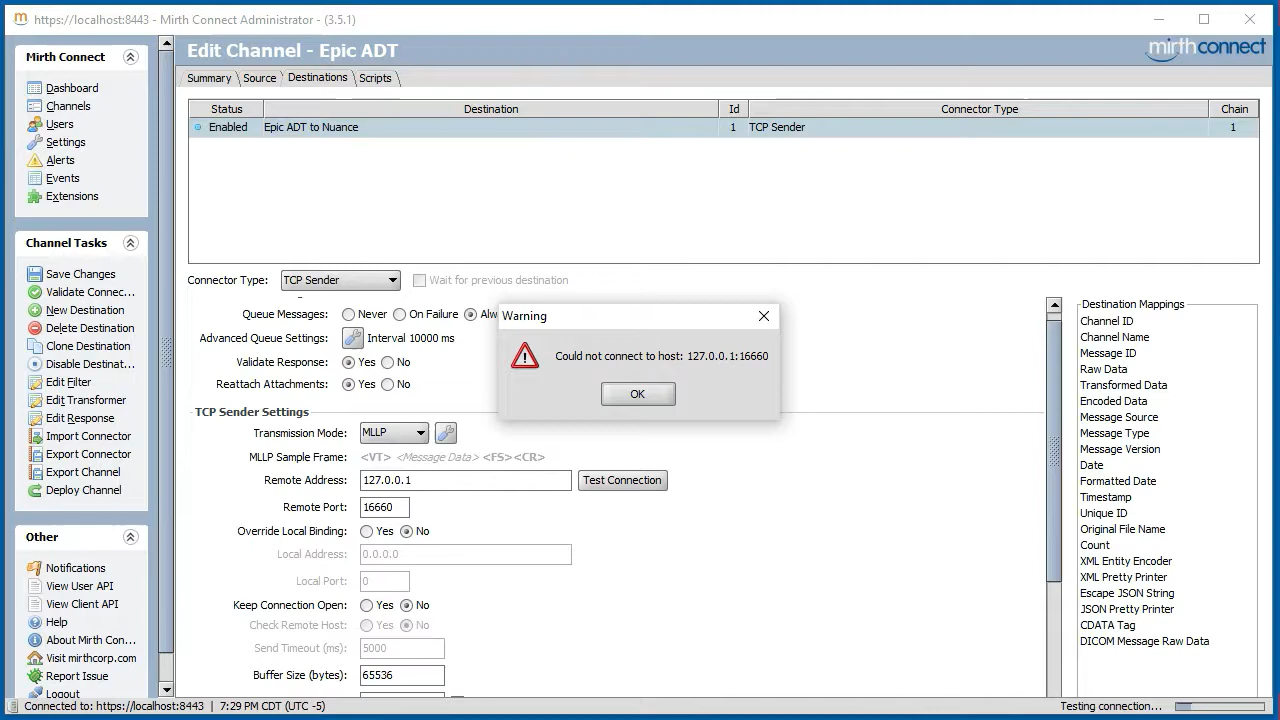 https://localhost:8443 - Mirth Connect Administrator - (3.5.1)
Mirth Connect
Dashboard
Channels
Users
Settings
Alerts
Events
Extensions
Channel Tasks
Save Changes
Validate Connec...
New Destination
Delete Destination
Clone Destination
Disable Destinat...
Edit Filter
Edit Transformer
Edit Response
Import Connector
Export Connector
Export Channel
Deploy Channel
Other
Notifications
View User API
View Client API
Help
About Mirth Con...
Visit mirthcorp.com
Report Issue
Logout
Edit Channel - Epic ADT
mirthconnect
Summary Source Destinations Scripts
Status Destination Id Connector Type Chain
Enabled Epic ADT to Nuance 1 TCP Sender 1
Connector Type: TCP Sender Wait for previous destination
Queue Messages: Never On Failure Alw
Advanced Queue Settings: Interval 10000 ms
Validate Response: Yes No
Reattach Attachments: Yes No
TCP Sender Settings
Transmission Mode: MLLP
MLLP Sample Frame: <VT> <Message Data> <FS><CR>
Remote Address: 127.0.0.1 Test Connection
Remote Port: 16660
Override Local Binding: Yes No
Local Address: 0.0.0.0
Local Port: 0
Keep Connection Open: Yes No
Check Remote Host: Yes No
Send Timeout (ms): 5000
Buffer Size (bytes): 65536
Warning
Could not connect to host: 127.0.0.1:16660
OK
Destination Mappings
Channel ID
Channel Name
Message ID
Raw Data
Transformed Data
Encoded Data
Message Source
Message Type
Message Version
Date
Formatted Date
Timestamp
Unique ID
Original File Name
Count
XML Entity Encoder
XML Pretty Printer
Escape JSON String
JSON Pretty Printer
CDATA Tag
DICOM Message Raw Data
Connected to: https://localhost:8443 | 7:29 PM CDT (UTC -5)
Testing connection...